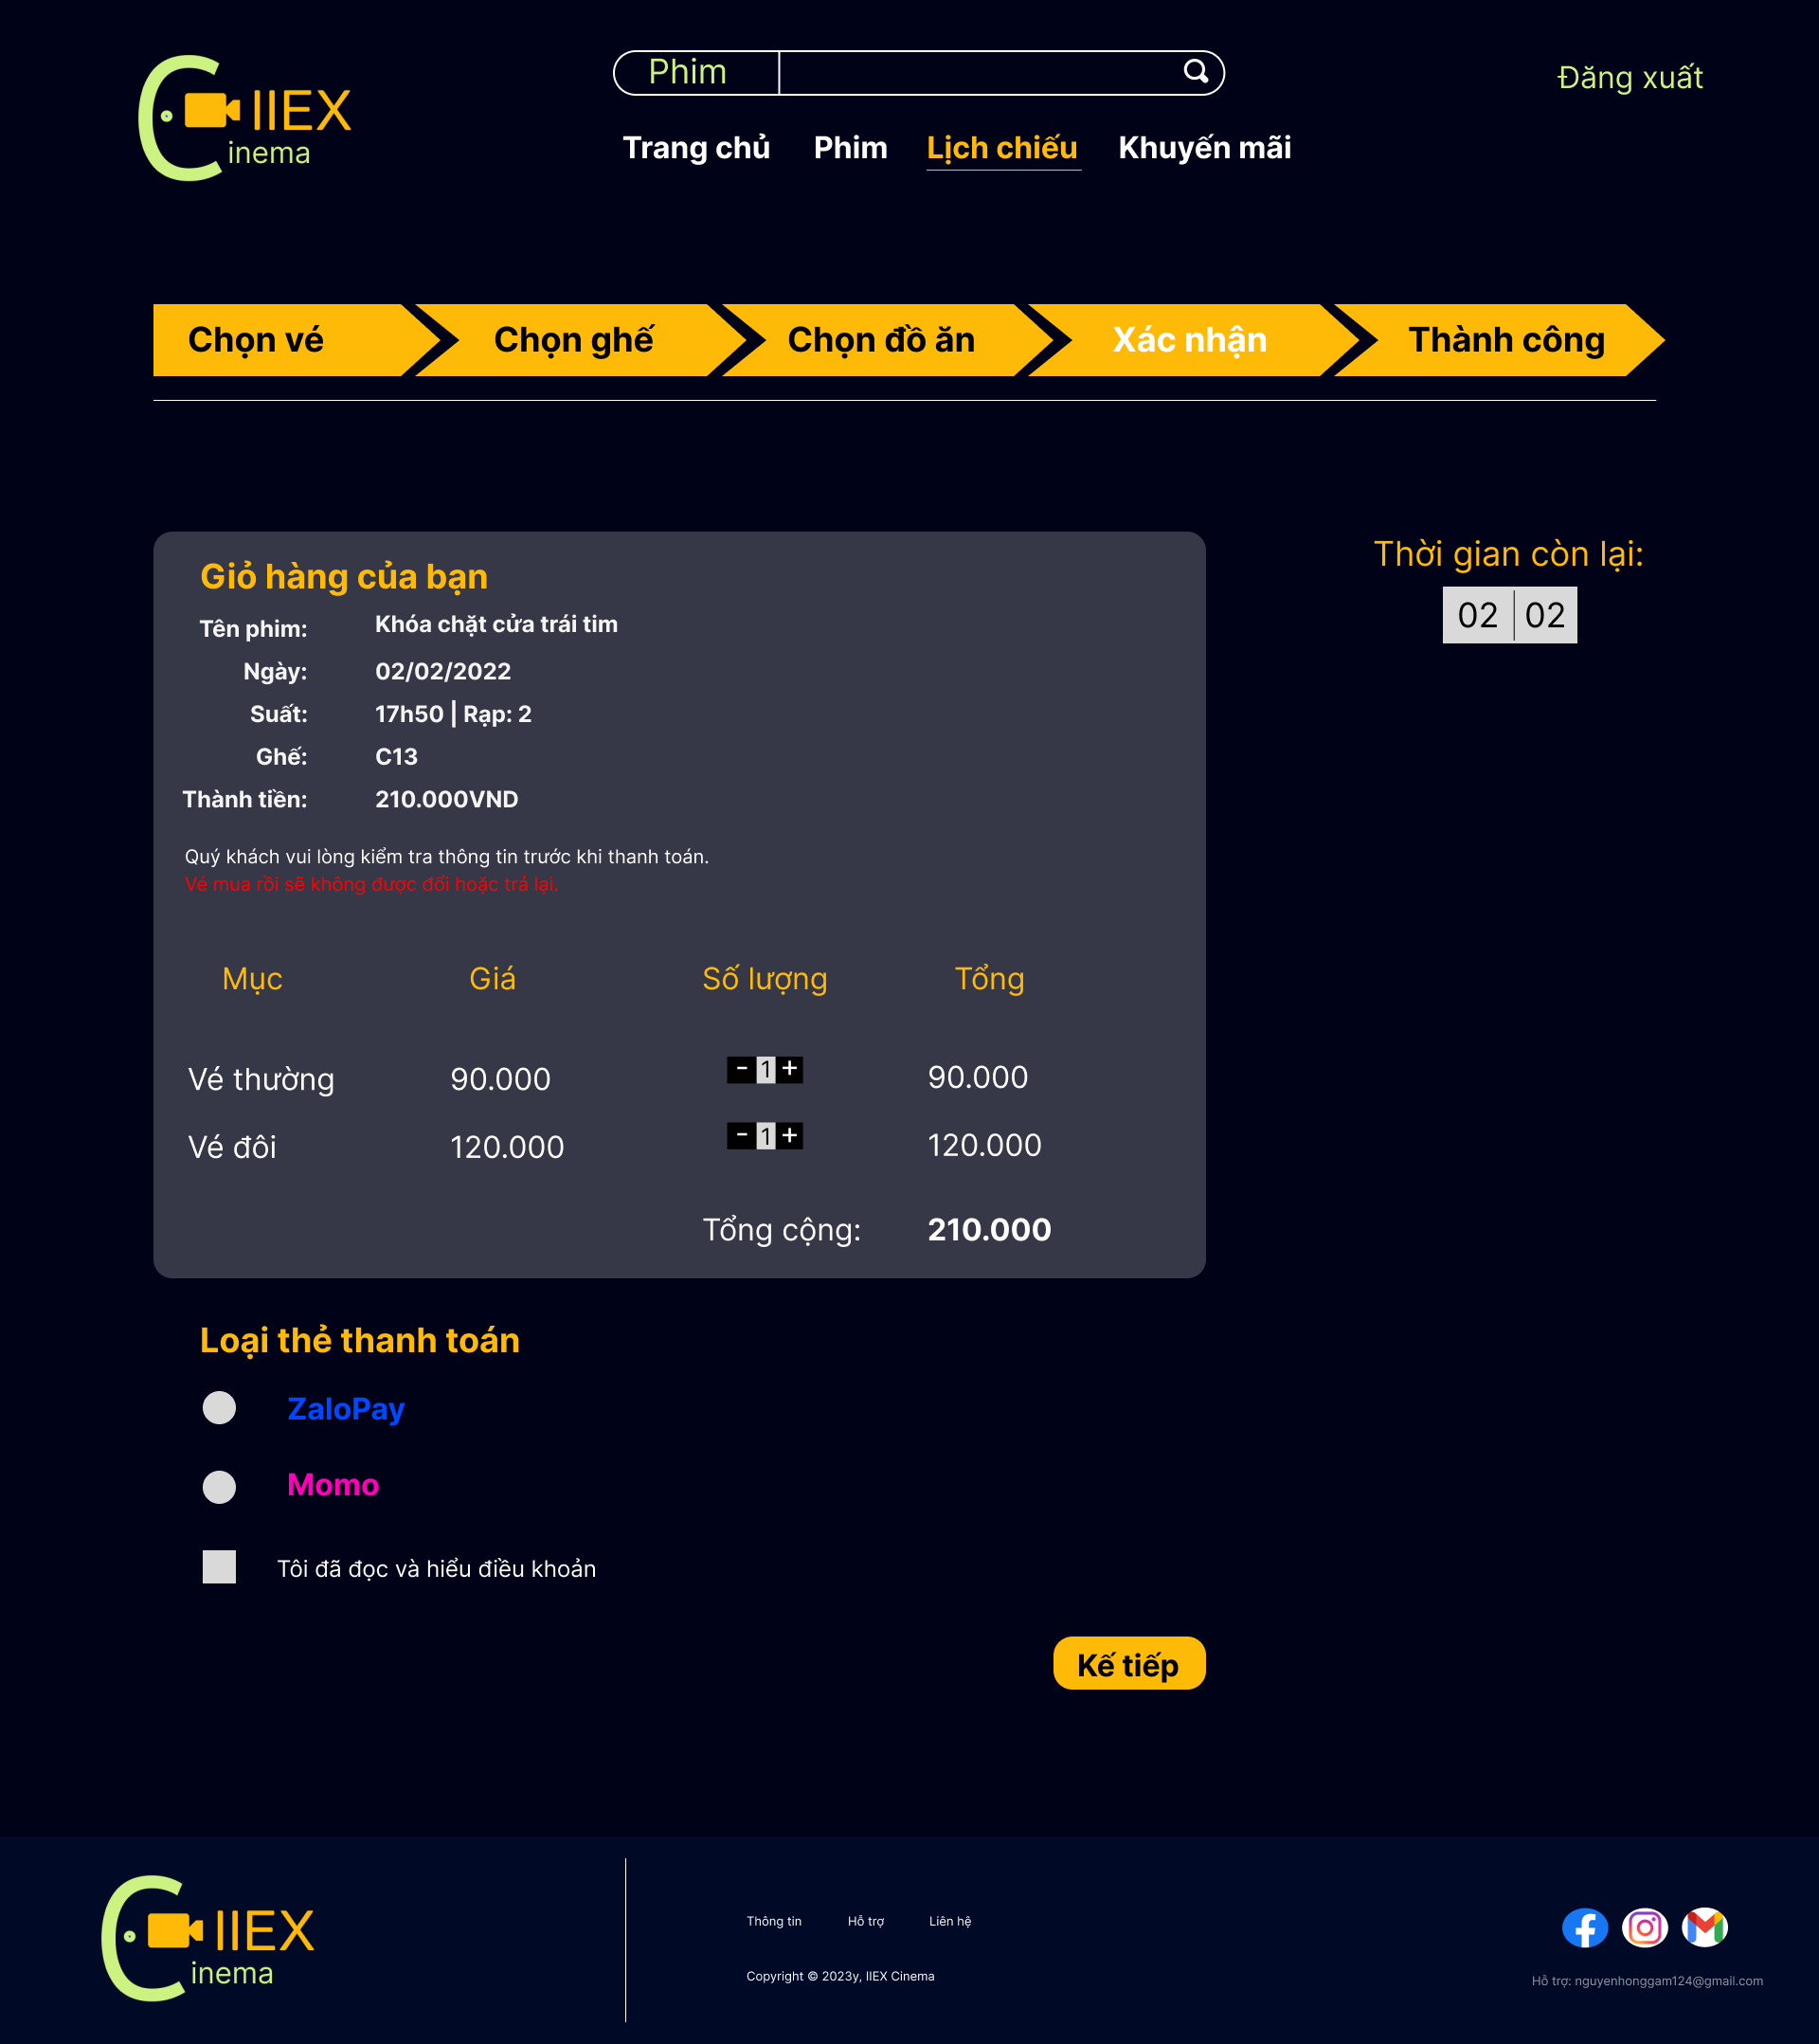 IIEX
inema
Phim
Đăng xuất
Trang chủ Phim Lịch chiếu Khuyến mãi
Chọn vé Chọn ghế Chọn đồ ăn Xác nhận Thành công
Giỏ hàng của bạn
Tên phim: Khóa chặt cửa trái tim
Ngày: 02/02/2022
Suất: 17h50 | Rạp: 2
Ghế: C13
Thành tiền: 210.000VND
Quý khách vui lòng kiểm tra thông tin trước khi thanh toán.
Vé mua rồi sẽ không được đổi hoặc trả lại.
Mục Giá Số lượng Tổng
Vé thường 90.000 - 1 + 90.000
Vé đôi 120.000 - 1 + 120.000
Tổng cộng: 210.000
Thời gian còn lại:
02 02
Loại thẻ thanh toán
ZaloPay
Momo
Tôi đã đọc và hiểu điều khoản
Kế tiếp
IIEX
inema
Thông tin Hỗ trợ Liên hệ
Copyright © 2023y, IIEX Cinema
Hỗ trợ: nguyenhonggam124@gmail.com